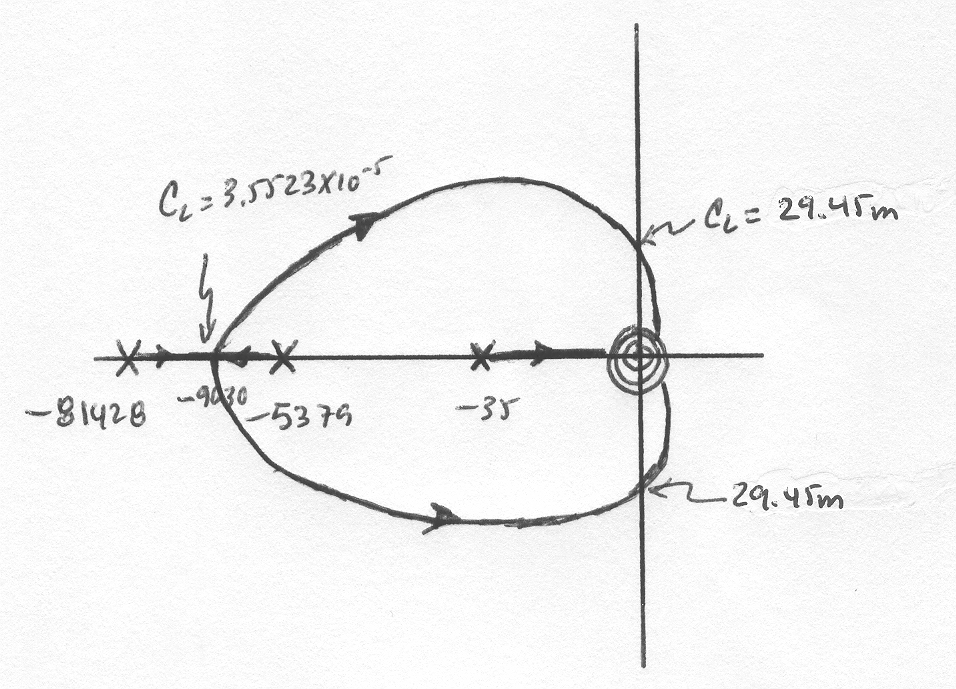 C_L = 3.5523X10^-5
C_L = 29.45m
-81428
-9030
-5379
-35
29.45m